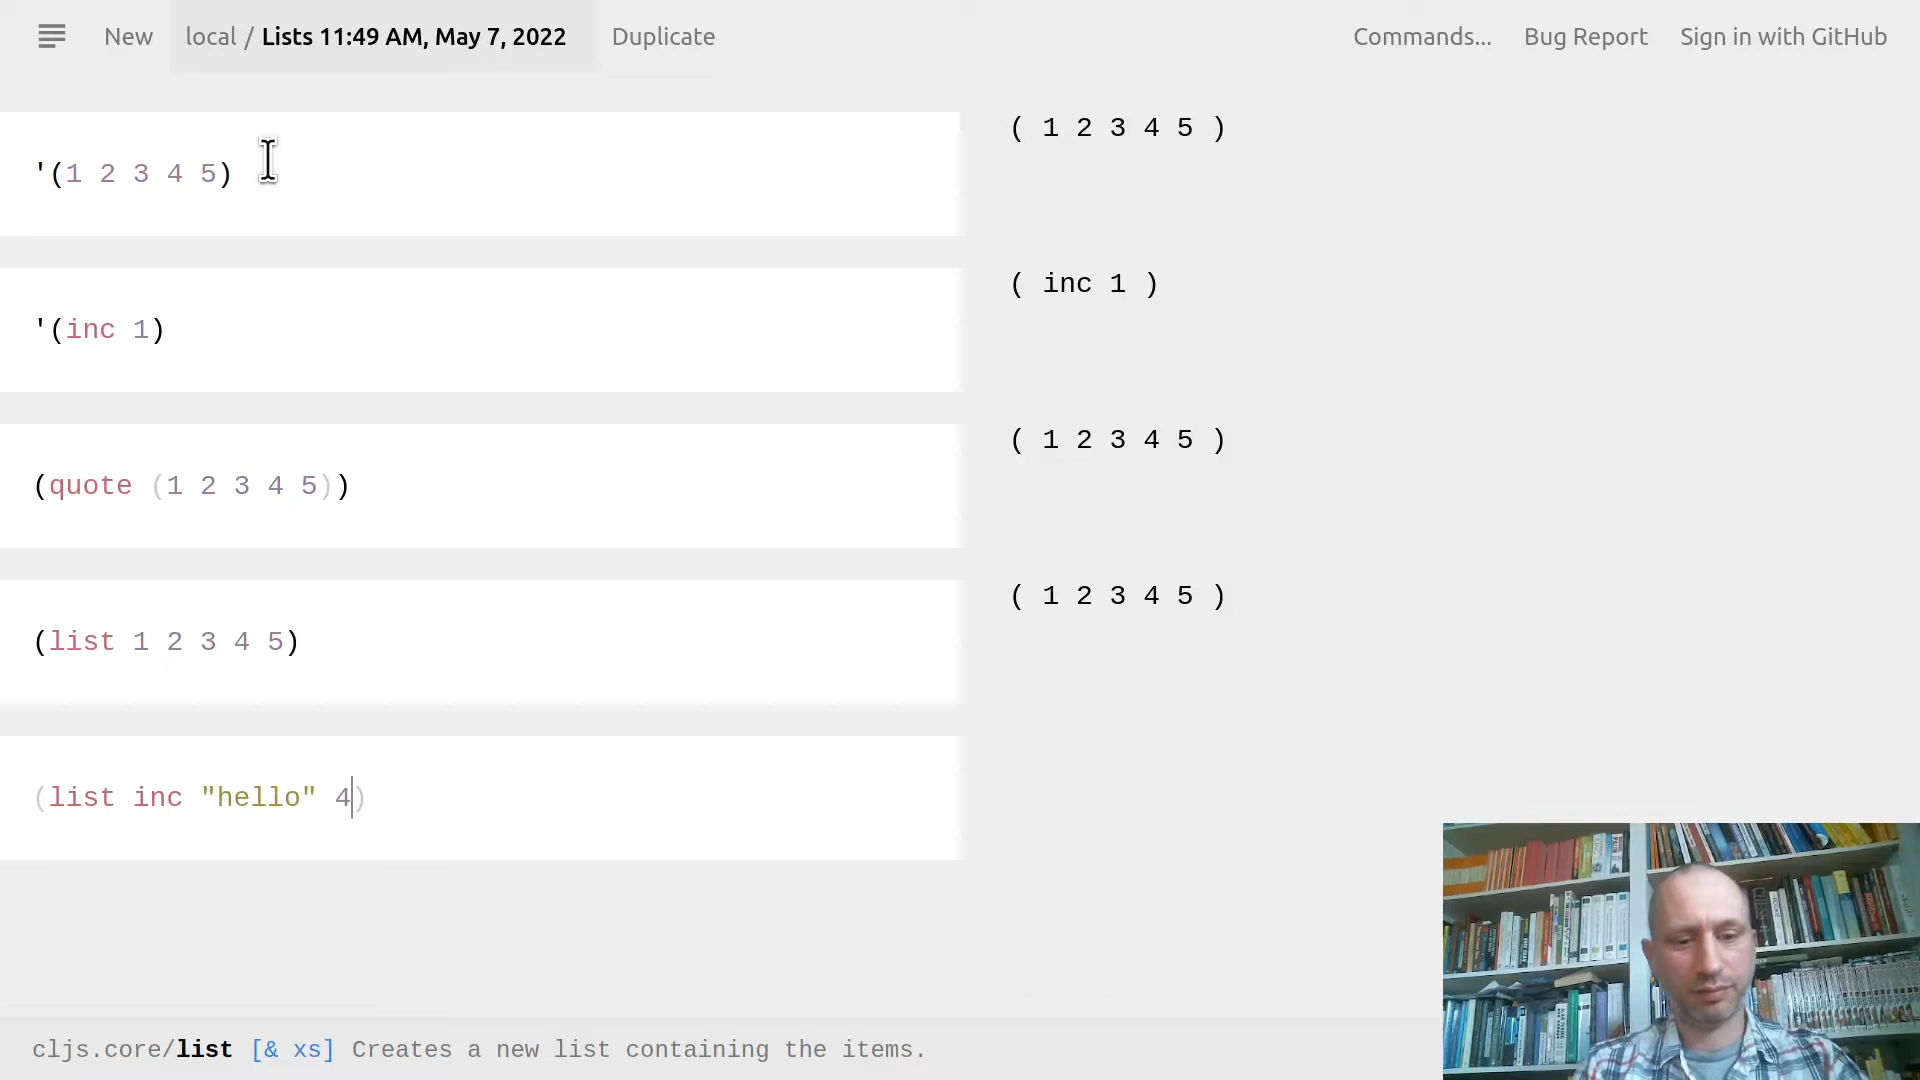 New local / Lists 11:49 AM, May 7, 2022 Duplicate Commands... Bug Report Sign in with GitHub
'(1 2 3 4 5)
( 1 2 3 4 5 )
'(inc 1)
( inc 1 )
(quote (1 2 3 4 5))
( 1 2 3 4 5 )
(list 1 2 3 4 5)
( 1 2 3 4 5 )
(list inc "hello" 4)
cljs.core/list [& xs] Creates a new list containing the items.